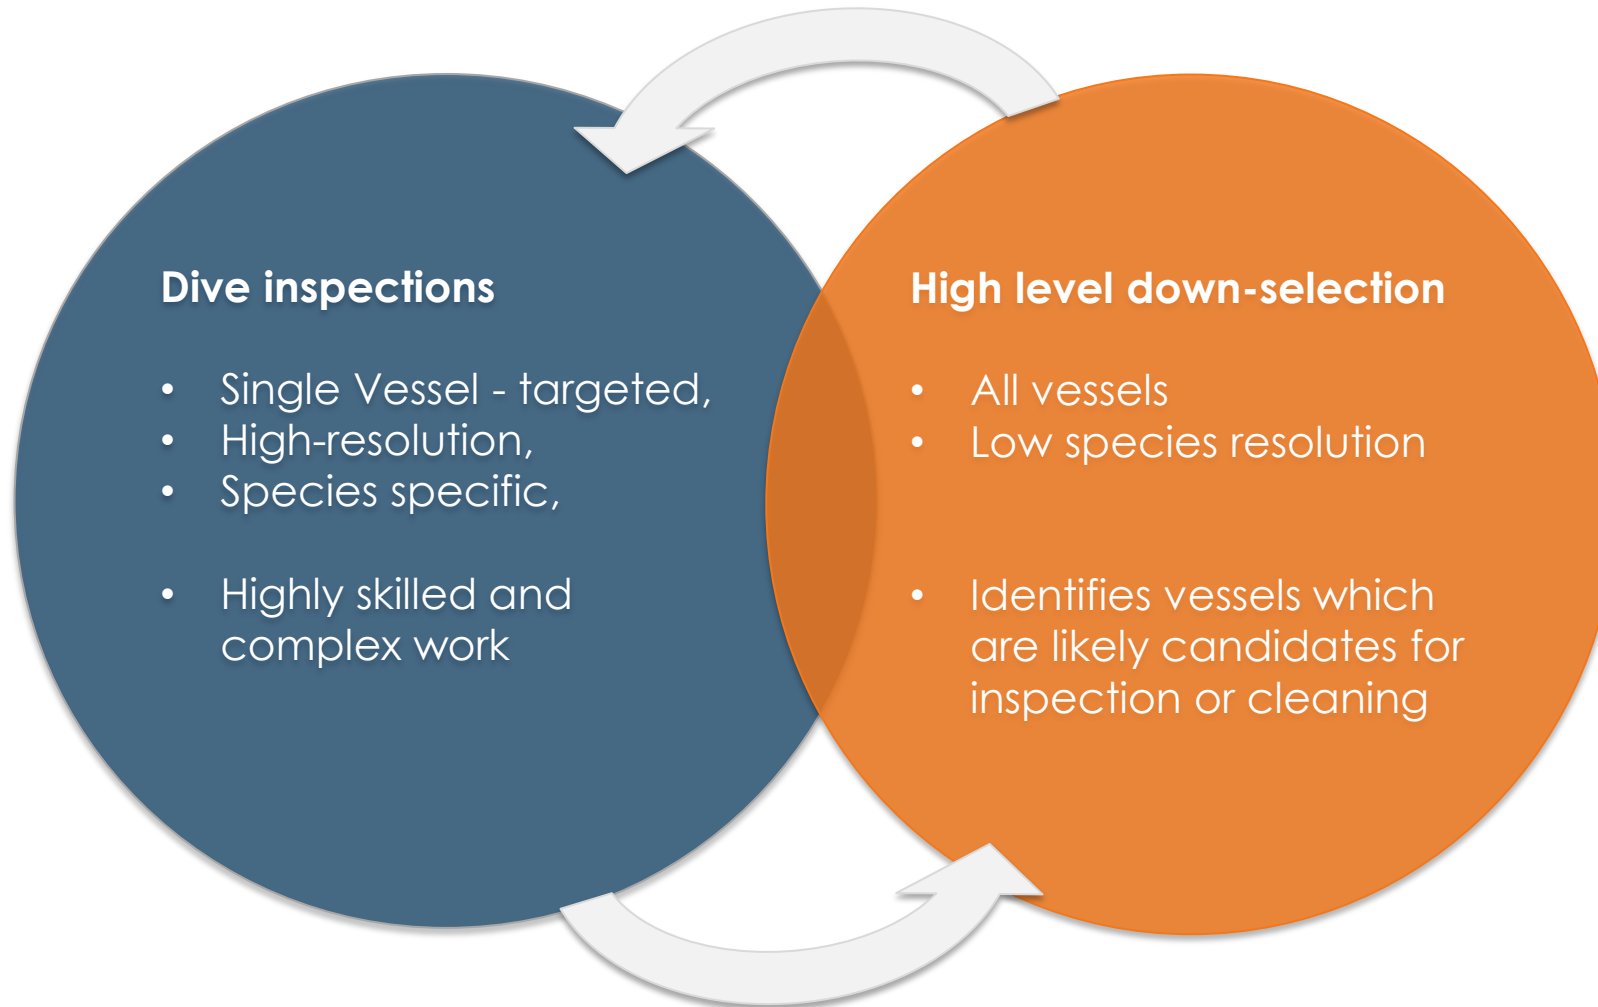 Dive inspections
• Single Vessel - targeted,
• High-resolution,
• Species specific,
• Highly skilled and
complex work
High level down-selection
• All vessels
• Low species resolution
• Identifies vessels which
are likely candidates for
inspection or cleaning